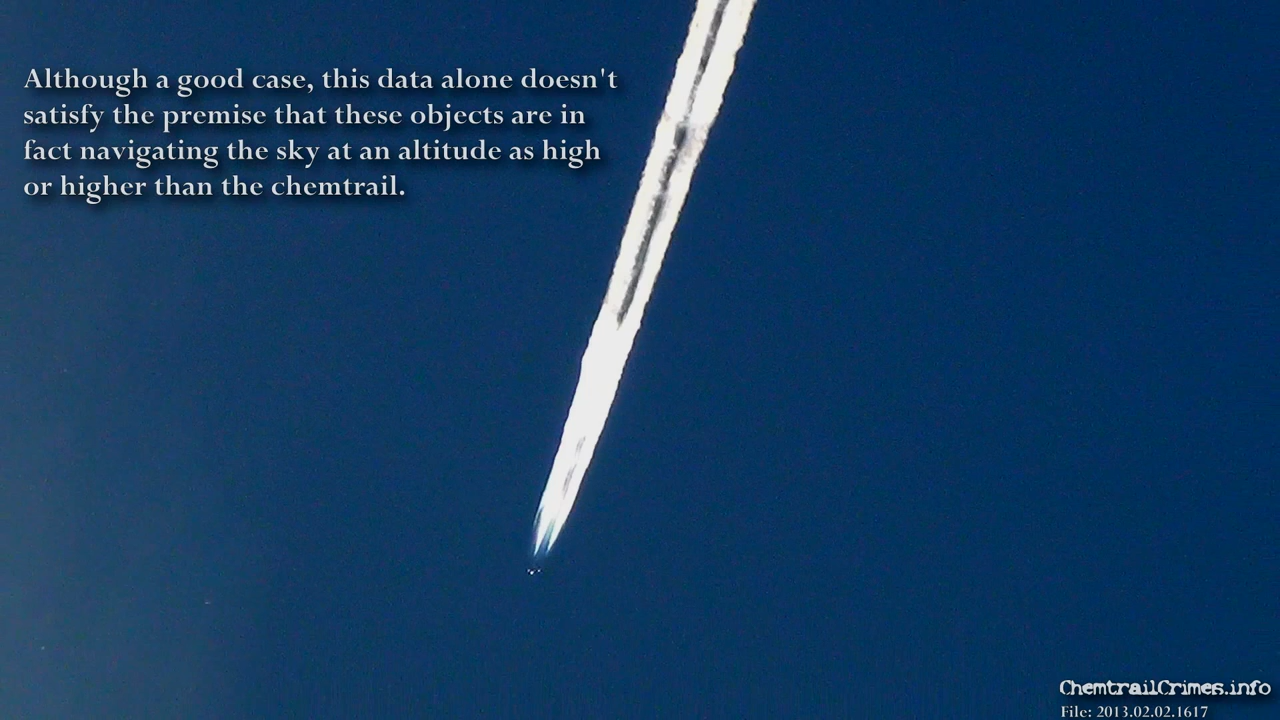 Although a good case, this data alone doesn't
satisfy the premise that these objects are in
fact navigating the sky at an altitude as high
or higher than the chemtrail.
ChemtrailCrimes.info
File: 2013.02.02.1617